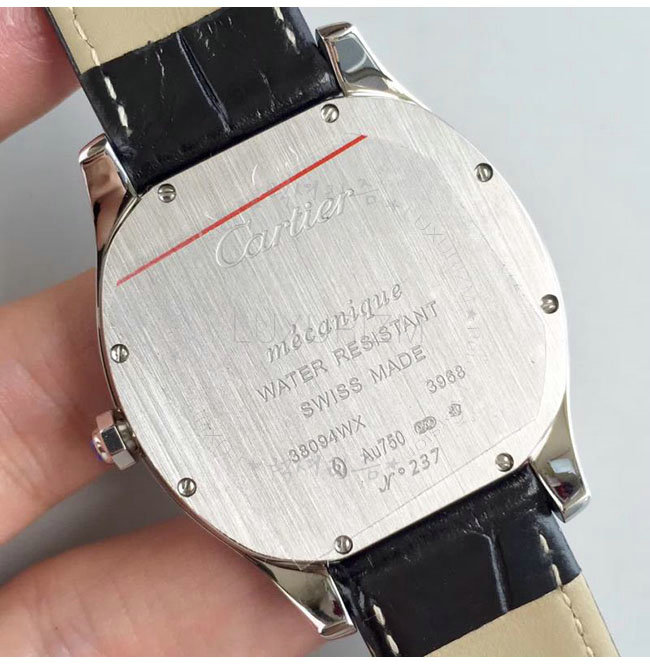 Cartier
mécanique
WATER RESISTANT
SWISS MADE
38094WX 3968
Au750
N° 237